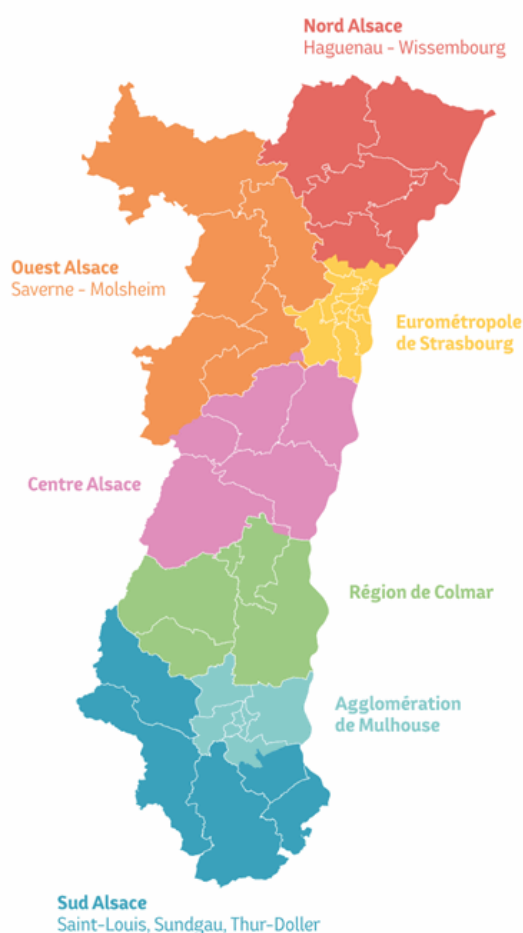 Nord Alsace
Haguenau - Wissembourg
Ouest Alsace
Saverne - Molsheim
Eurométropole
de Strasbourg
Centre Alsace
Région de Colmar
Agglomération
de Mulhouse
Sud Alsace
Saint-Louis, Sundgau, Thur-Doller